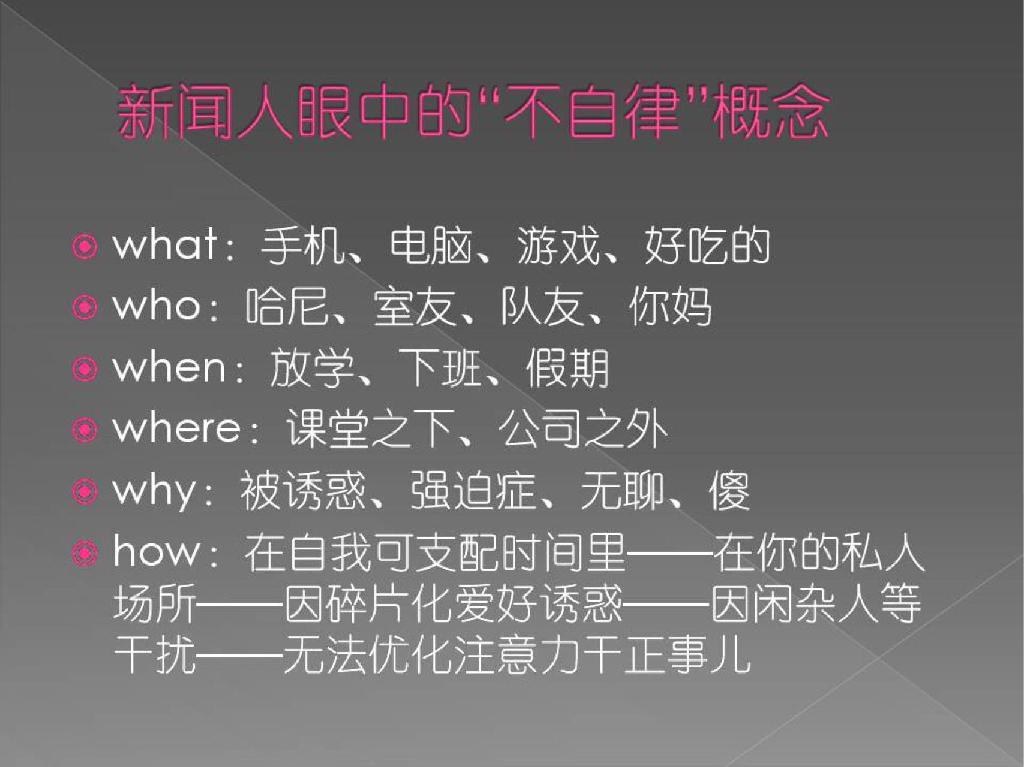 新闻人眼中的“不自律”概念
what：手机、电脑、游戏、好吃的
who：哈尼、室友、队友、你妈
when：放学、下班、假期
where：课堂之下、公司之外
why：被诱惑、强迫症、无聊、傻
how：在自我可支配时间里——在你的私人
场所——因碎片化爱好诱惑——因闲杂人等
干扰——无法优化注意力干正事儿